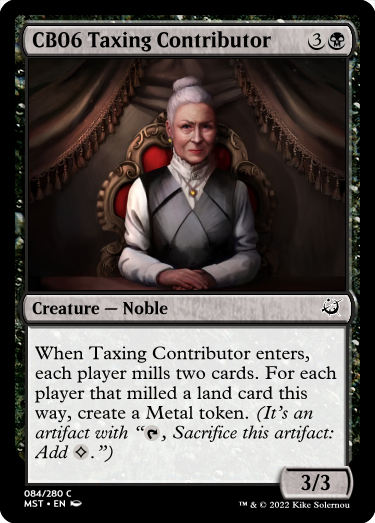 CB06 Taxing Contributor 3
Creature — Noble
When Taxing Contributor enters,
each player mills two cards. For each
player that milled a land card this
way, create a Metal token. (It's an
artifact with “, Sacrifice this artifact:
Add .”)
3/3
084/280 C
MST • EN
™ & © 2022 Kike Solernou